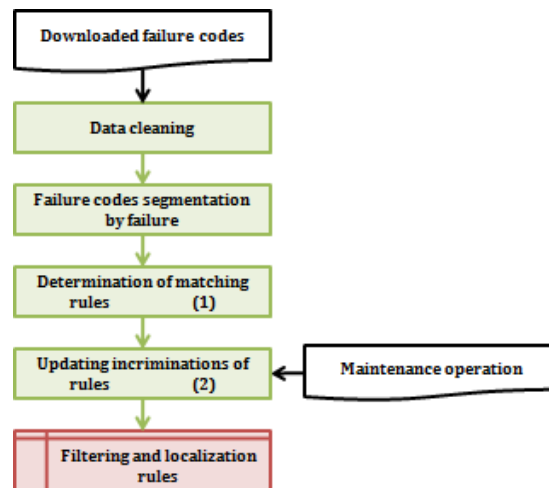 Downloaded failure codes
Data cleaning
Failure codes segmentation
by failure
Determination of matching
rules (1)
Updating incriminations of
rules (2)
Maintenance operation
Filtering and localization
rules